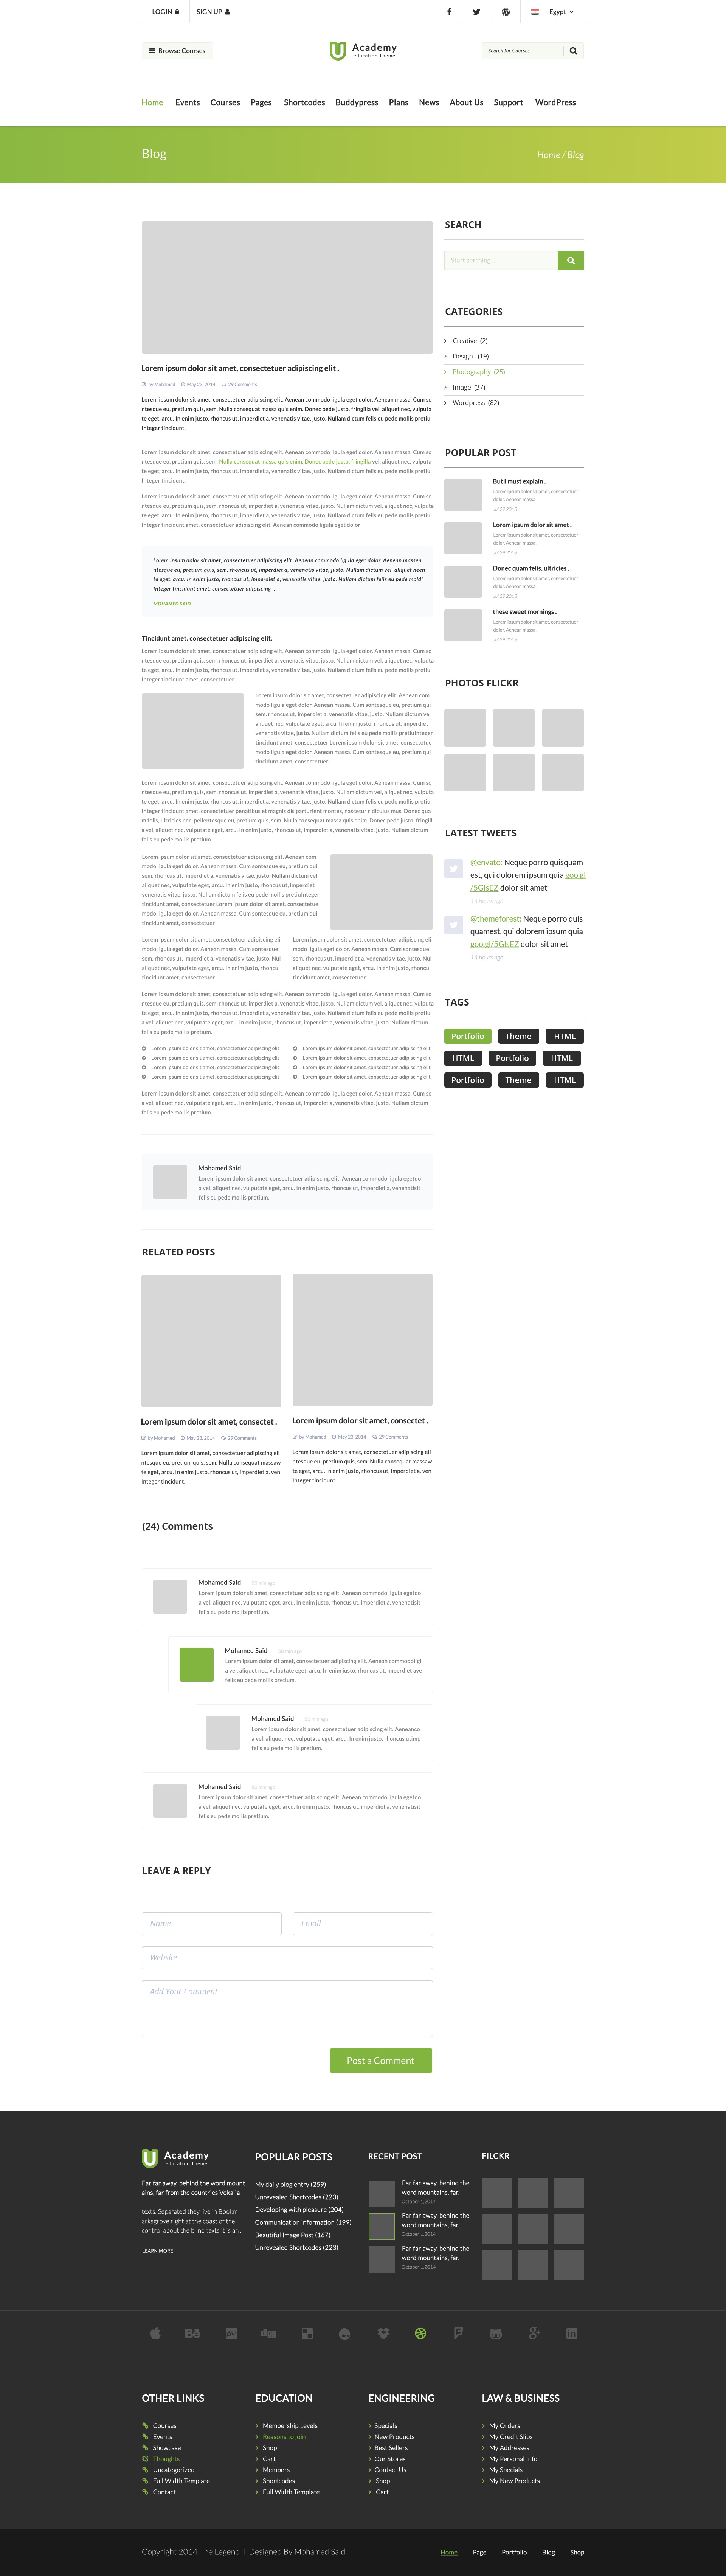 LOGIN
SIGN UP
Egypt
Browse Courses
Academy
education Theme
Search for Courses
Home Events Courses Pages Shortcodes Buddypress Plans News About Us Support WordPress
Blog
Home / Blog
Lorem ipsum dolor sit amet, consectetuer adipiscing elit .
by Mohamed May 23, 2014 29 Comments
Lorem ipsum dolor sit amet, consectetuer adipiscing elit. Aenean commodo ligula eget dolor. Aenean massa. Cum so
ntesque eu, pretium quis, sem. Nulla consequat massa quis enim. Donec pede justo, fringilla vel, aliquet nec, vulputa
te eget, arcu. In enim justo, rhoncus ut, imperdiet a, venenatis vitae, justo. Nullam dictum felis eu pede mollis pretiu
Integer tincidunt.
Lorem ipsum dolor sit amet, consectetuer adipiscing elit. Aenean commodo ligula eget dolor. Aenean massa. Cum so
ntesque eu, pretium quis, sem. Nulla consequat massa quis enim. Donec pede justo, fringilla vel, aliquet nec, vulputa
te eget, arcu. In enim justo, rhoncus ut, imperdiet a, venenatis vitae, justo. Nullam dictum felis eu pede mollis pretiu
Integer tincidunt.
Lorem ipsum dolor sit amet, consectetuer adipiscing elit. Aenean commodo ligula eget dolor. Aenean massa. Cum so
ntesque eu, pretium quis, sem. rhoncus ut, imperdiet a, venenatis vitae, justo. Nullam dictum vel, aliquet nec, vulputa
te eget, arcu. In enim justo, rhoncus ut, imperdiet a, venenatis vitae, justo. Nullam dictum felis eu pede mollis pretiu
Integer tincidunt amet, consectetuer adipiscing elit. Aenean commodo ligula eget dolor
Lorem ipsum dolor sit amet, consectetuer adipiscing elit. Aenean commodo ligula eget dolor. Aenean massen
ntesque eu, pretium quis, sem. rhoncus ut, imperdiet a, venenatis vitae, justo. Nullam dictum vel, aliquet neen
te eget, arcu. In enim justo, rhoncus ut, imperdiet a, venenatis vitae, justo. Nullam dictum felis eu pede moldi
Integer tincidunt amet, consectetuer adipiscing .
MOHAMED SAID
Tincidunt amet, consectetuer adipiscing elit.
Lorem ipsum dolor sit amet, consectetuer adipiscing elit. Aenean commodo ligula eget dolor. Aenean massa. Cum so
ntesque eu, pretium quis, sem. rhoncus ut, imperdiet a, venenatis vitae, justo. Nullam dictum vel, aliquet nec, vulputa
te eget, arcu. In enim justo, rhoncus ut, imperdiet a, venenatis vitae, justo. Nullam dictum felis eu pede mollis pretiu
Integer tincidunt amet, consectetuer .
Lorem ipsum dolor sit amet, consectetuer adipiscing elit. Aenean com
modo ligula eget dolor. Aenean massa. Cum sontesque eu, pretium qui
sem. rhoncus ut, imperdiet a, venenatis vitae, justo. Nullam dictum vel
aliquet nec, vulputate eget, arcu. In enim justo, rhoncus ut, imperdiet
venenatis vitae, justo. Nullam dictum felis eu pede mollis pretiuInteger
tincidunt amet, consectetuer Lorem ipsum dolor sit amet, consectetue
modo ligula eget dolor. Aenean massa. Cum sontesque eu, pretium qui
tincidunt amet, consectetuer
Lorem ipsum dolor sit amet, consectetuer adipiscing elit. Aenean commodo ligula eget dolor. Aenean massa. Cum so
ntesque eu, pretium quis, sem. rhoncus ut, imperdiet a, venenatis vitae, justo. Nullam dictum vel, aliquet nec, vulputa
te eget, arcu. In enim justo, rhoncus ut, imperdiet a, venenatis vitae, justo. Nullam dictum felis eu pede mollis pretiu
Integer tincidunt amet, consectetuer penatibus et magnis dis parturient montes, nascetur ridiculus mus. Donec qua
m felis, ultricies nec, pellentesque eu, pretium quis, sem. Nulla consequat massa quis enim. Donec pede justo, fringill
a vel, aliquet nec, vulputate eget, arcu. In enim justo, rhoncus ut, imperdiet a, venenatis vitae, justo. Nullam dictum
felis eu pede mollis pretium.
Lorem ipsum dolor sit amet, consectetuer adipiscing elit. Aenean com
modo ligula eget dolor. Aenean massa. Cum sontesque eu, pretium qui
sem. rhoncus ut, imperdiet a, venenatis vitae, justo. Nullam dictum vel
aliquet nec, vulputate eget, arcu. In enim justo, rhoncus ut, imperdiet
venenatis vitae, justo. Nullam dictum felis eu pede mollis pretiuInteger
tincidunt amet, consectetuer Lorem ipsum dolor sit amet, consectetue
modo ligula eget dolor. Aenean massa. Cum sontesque eu, pretium qui
tincidunt amet, consectetuer
Lorem ipsum dolor sit amet, consectetuer adipiscing eli
modo ligula eget dolor. Aenean massa. Cum sontesque
sem. rhoncus ut, imperdiet a, venenatis vitae, justo. Nul
aliquet nec, vulputate eget, arcu. In enim justo, rhoncu
tincidunt amet, consectetuer
Lorem ipsum dolor sit amet, consectetuer adipiscing eli
modo ligula eget dolor. Aenean massa. Cum sontesque
sem. rhoncus ut, imperdiet a, venenatis vitae, justo. Nul
aliquet nec, vulputate eget, arcu. In enim justo, rhoncu
tincidunt amet, consectetuer
Lorem ipsum dolor sit amet, consectetuer adipiscing elit. Aenean commodo ligula eget dolor. Aenean massa. Cum so
ntesque eu, pretium quis, sem. rhoncus ut, imperdiet a, venenatis vitae, justo. Nullam dictum vel, aliquet nec, vulputa
te eget, arcu. In enim justo, rhoncus ut, imperdiet a, venenatis vitae, justo. Nullam dictum felis eu pede mollis pretiu
a vel, aliquet nec, vulputate eget, arcu. In enim justo, rhoncus ut, imperdiet a, venenatis vitae, justo. Nullam dictum
felis eu pede mollis pretium.
Lorem ipsum dolor sit amet, consectetuer adipiscing elit
Lorem ipsum dolor sit amet, consectetuer adipiscing elit
Lorem ipsum dolor sit amet, consectetuer adipiscing elit
Lorem ipsum dolor sit amet, consectetuer adipiscing elit
Lorem ipsum dolor sit amet, consectetuer adipiscing elit
Lorem ipsum dolor sit amet, consectetuer adipiscing elit
Lorem ipsum dolor sit amet, consectetuer adipiscing elit
Lorem ipsum dolor sit amet, consectetuer adipiscing elit
Lorem ipsum dolor sit amet, consectetuer adipiscing elit. Aenean commodo ligula eget dolor. Aenean massa. Cum so
a vel, aliquet nec, vulputate eget, arcu. In enim justo, rhoncus ut, imperdiet a, venenatis vitae, justo. Nullam dictum
felis eu pede mollis pretium.
Mohamed Said
Lorem ipsum dolor sit amet, consectetuer adipiscing elit. Aenean commodo ligula egetdo
a vel, aliquet nec, vulputate eget, arcu. In enim justo, rhoncus ut, imperdiet a, venenatisit
felis eu pede mollis pretium.
RELATED POSTS
Lorem ipsum dolor sit amet, consectet .
by Mohamed May 23, 2014 29 Comments
Lorem ipsum dolor sit amet, consectetuer adipiscing eli
ntesque eu, pretium quis, sem. Nulla consequat massaw
te eget, arcu. In enim justo, rhoncus ut, imperdiet a, ven
Integer tincidunt.
Lorem ipsum dolor sit amet, consectet .
by Mohamed May 23, 2014 29 Comments
Lorem ipsum dolor sit amet, consectetuer adipiscing eli
ntesque eu, pretium quis, sem. Nulla consequat massaw
te eget, arcu. In enim justo, rhoncus ut, imperdiet a, ven
Integer tincidunt.
(24) Comments
Mohamed Said
Lorem ipsum dolor sit amet, consectetuer adipiscing elit. Aenean commodo ligula egetdo
a vel, aliquet nec, vulputate eget, arcu. In enim justo, rhoncus ut, imperdiet a, venenatisit
felis eu pede mollis pretium.
Mohamed Said
Lorem ipsum dolor sit amet, consectetuer adipiscing elit. Aenean commodoligi
a vel, aliquet nec, vulputate eget, arcu. In enim justo, rhoncus ut, imperdiet ave
felis eu pede mollis pretium.
Mohamed Said
Lorem ipsum dolor sit amet, consectetuer adipiscing elit. Aeneanco
a vel, aliquet nec, vulputate eget, arcu. In enim justo, rhoncus utimp
felis eu pede mollis pretium.
Mohamed Said
Lorem ipsum dolor sit amet, consectetuer adipiscing elit. Aenean commodo ligula egetdo
a vel, aliquet nec, vulputate eget, arcu. In enim justo, rhoncus ut, imperdiet a, venenatisit
felis eu pede mollis pretium.
LEAVE A REPLY
Name
Email
Website
Add Your Comment
Post a Comment
SEARCH
Start serching ..
CATEGORIES
Creative (2)
Design (19)
Photography (25)
Image (37)
Wordpress (82)
POPULAR POST
But I must explain .
Lorem ipsum dolor sit amet, consectetuer
dolor. Aenean massa .
Jul 29 2013
Lorem ipsum dolor sit amet .
Lorem ipsum dolor sit amet, consectetuer
dolor. Aenean massa .
Jul 29 2013
Donec quam felis, ultricies .
Lorem ipsum dolor sit amet, consectetuer
dolor. Aenean massa .
Jul 29 2013
these sweet mornings .
Lorem ipsum dolor sit amet, consectetuer
dolor. Aenean massa .
Jul 29 2013
PHOTOS FLICKR
LATEST TWEETS
@envato: Neque porro quisquam
est, qui dolorem ipsum quia goo.gl
/5GlsEZ dolor sit amet
14 hours ago
@themeforest: Neque porro quis
quamest, qui dolorem ipsum quia
goo.gl/5GlsEZ dolor sit amet
14 hours ago
TAGS
Portfolio Theme HTML
HTML Portfolio HTML
Portfolio Theme HTML
Academy
education Theme
Far far away, behind the word mount
ains, far from the countries Vokalia
texts. Separated they live in Bookm
arksgrove right at the coast of the
control about the blind texts it is an .
LEARN MORE
POPULAR POSTS
My daily blog entry (259)
Unrevealed Shortcodes (223)
Developing with pleasure (204)
Communication information (199)
Beautiful Image Post (167)
Unrevealed Shortcodes (223)
RECENT POST
Far far away, behind the
word mountains, far.
October 1,2014
Far far away, behind the
word mountains, far.
October 1,2014
Far far away, behind the
word mountains, far.
October 1,2014
FILCKR
OTHER LINKS
Courses
Events
Showcase
Thoughts
Uncategorized
Full Width Template
Contact
EDUCATION
Membership Levels
Reasons to join
Shop
Cart
Members
Shortcodes
Full Width Template
ENGINEERING
Specials
New Products
Best Sellers
Our Stores
Contact Us
Shop
Cart
LAW & BUSINESS
My Orders
My Credit Slips
My Addresses
My Personal Info
My Specials
My New Products
Copyright 2014 The Legend | Designed By Mohamed Said
Home Page Portfolio Blog Shop